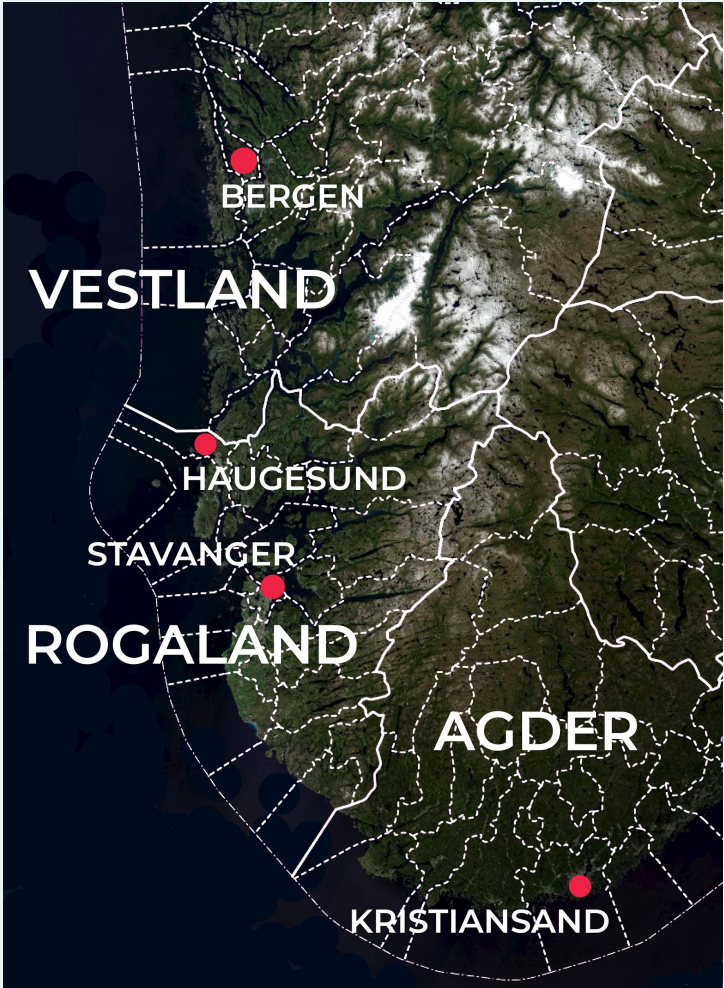 BERGEN
VESTLAND
HAUGESUND
STAVANGER
ROGALAND
AGDER
KRISTIANSAND